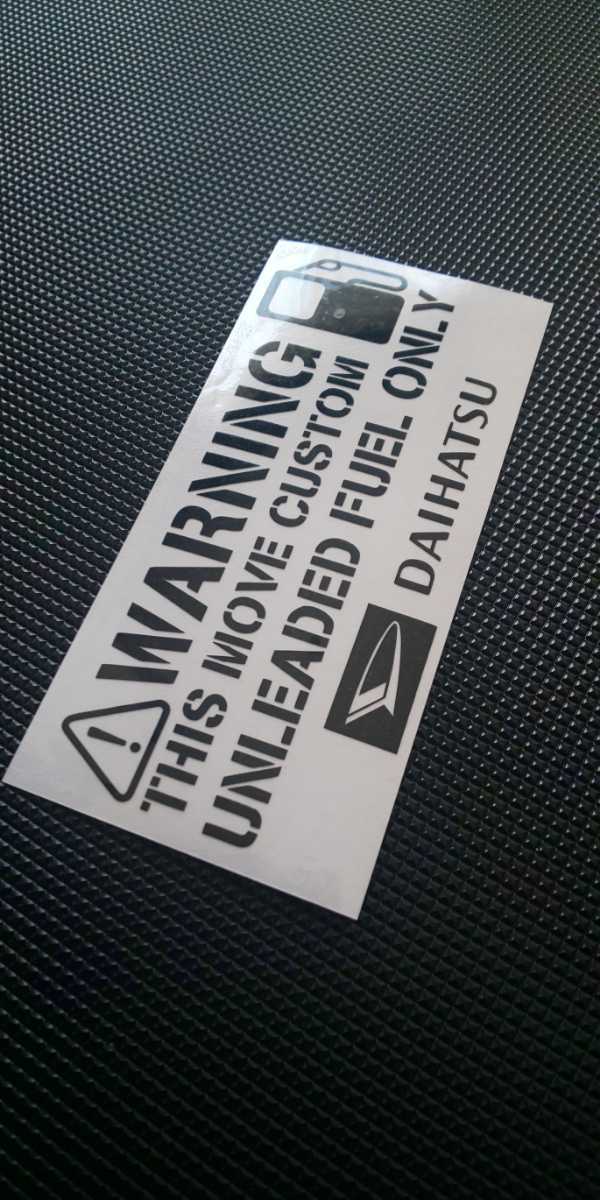 WARNING
THIS MOVE CUSTOM
UNLEADED FUEL ONLY
DAIHATSU